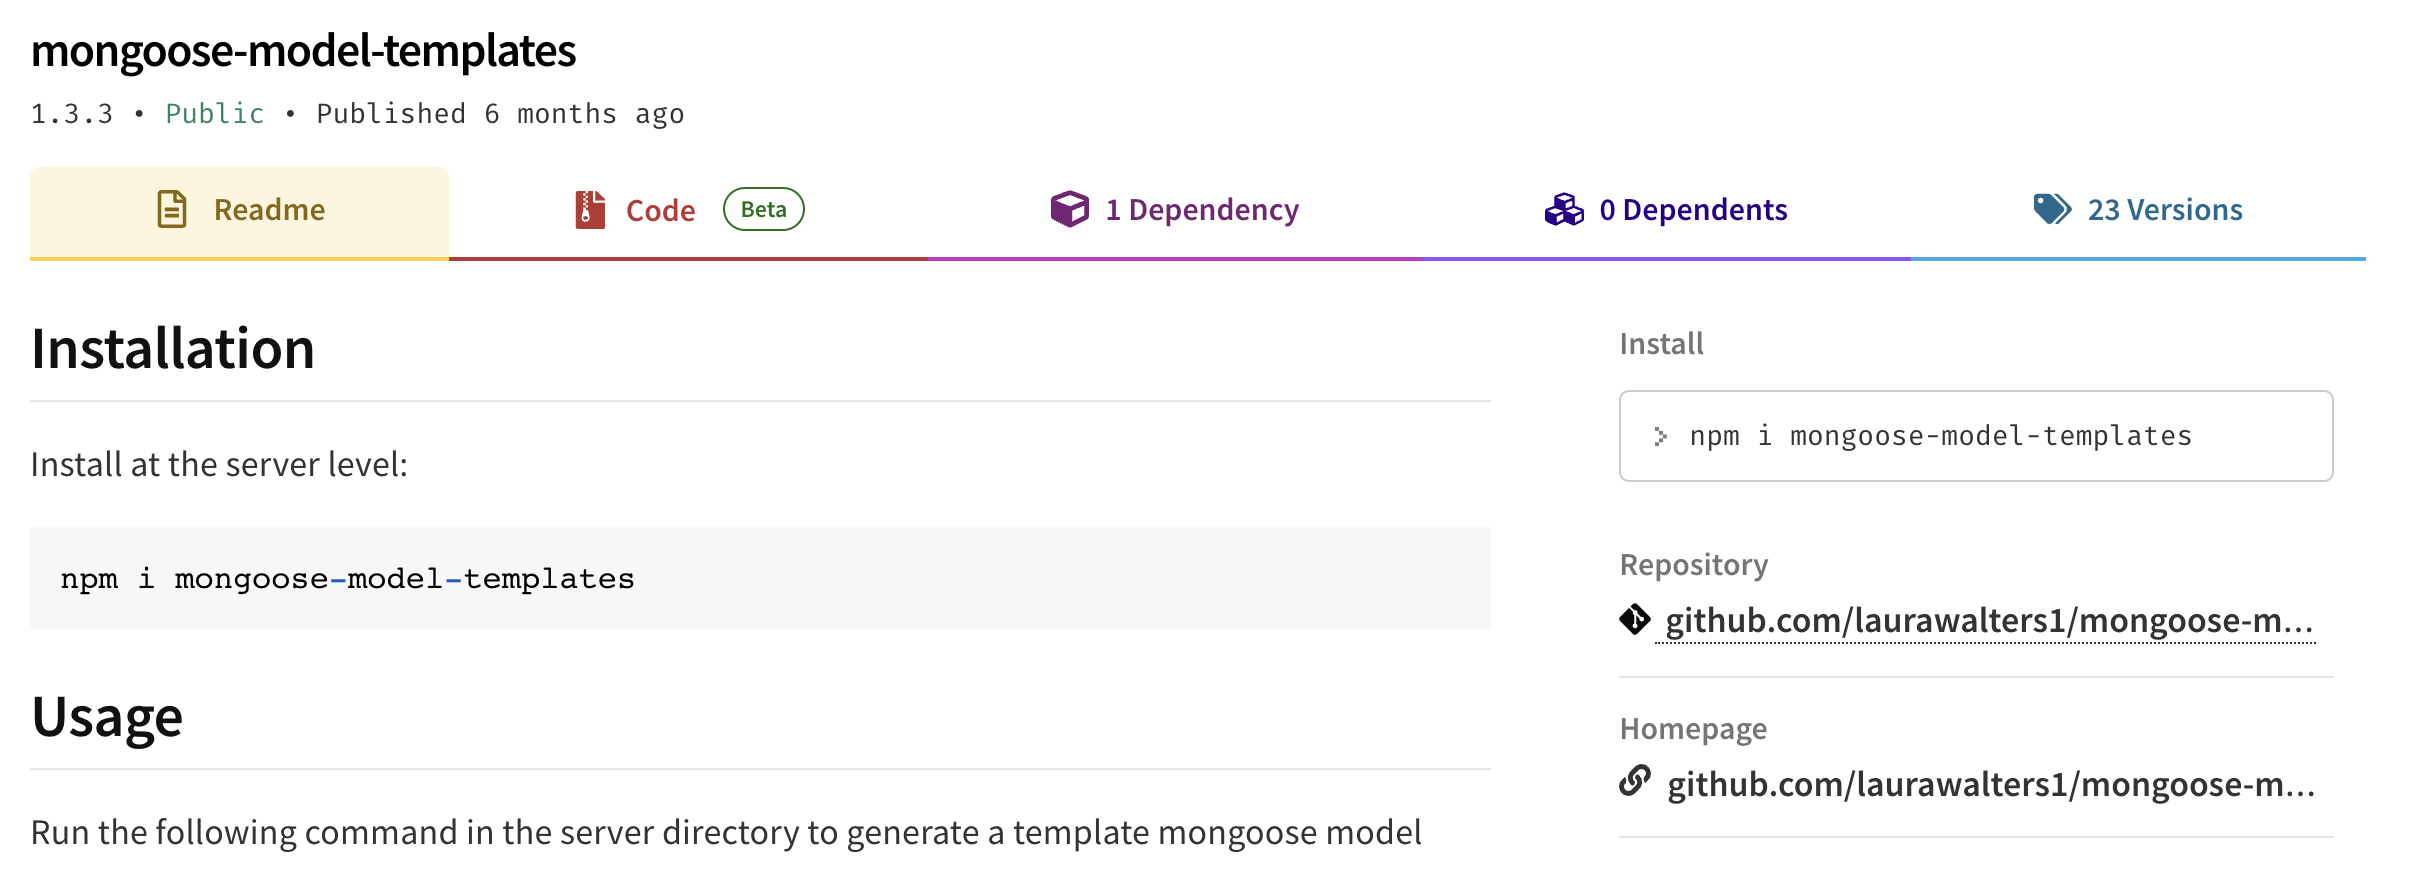 mongoose-model-templates
1.3.3 • Public • Published 6 months ago
Readme
Code Beta
1 Dependency
0 Dependents
23 Versions
Installation
Install at the server level:
npm i mongoose-model-templates
Usage
Run the following command in the server directory to generate a template mongoose model
Install
> npm i mongoose-model-templates
Repository
github.com/laurawalters1/mongoose-m...
Homepage
github.com/laurawalters1/mongoose-m...